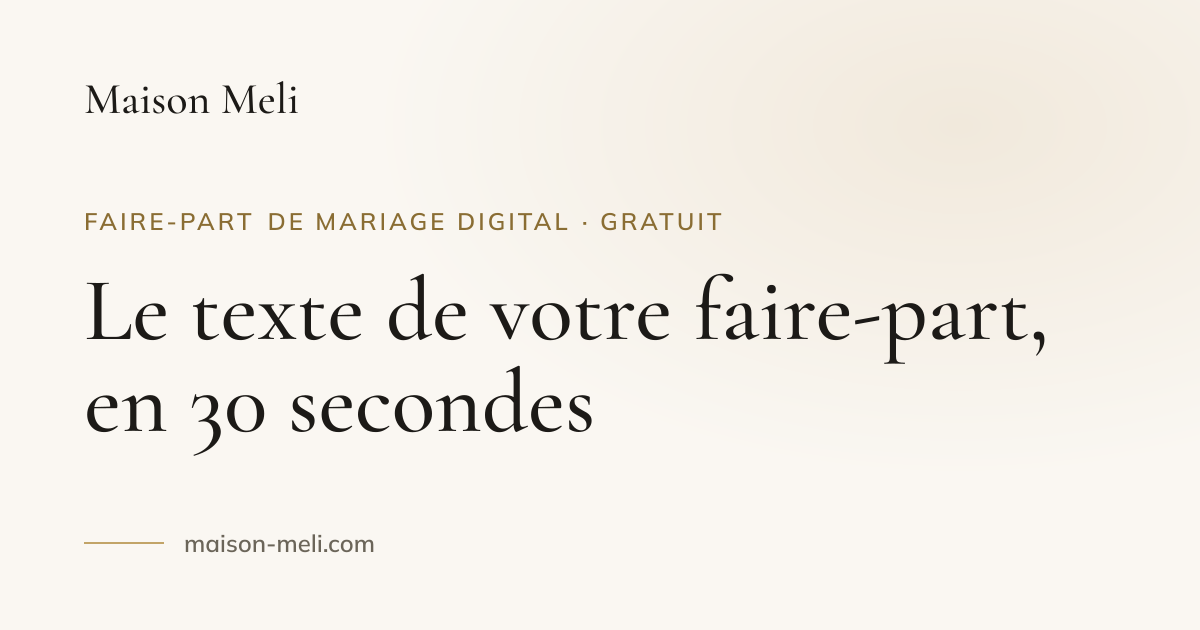 Maison Meli
FAIRE-PART DE MARIAGE DIGITAL · GRATUIT
Le texte de votre faire-part,
en 30 secondes
maison-meli.com